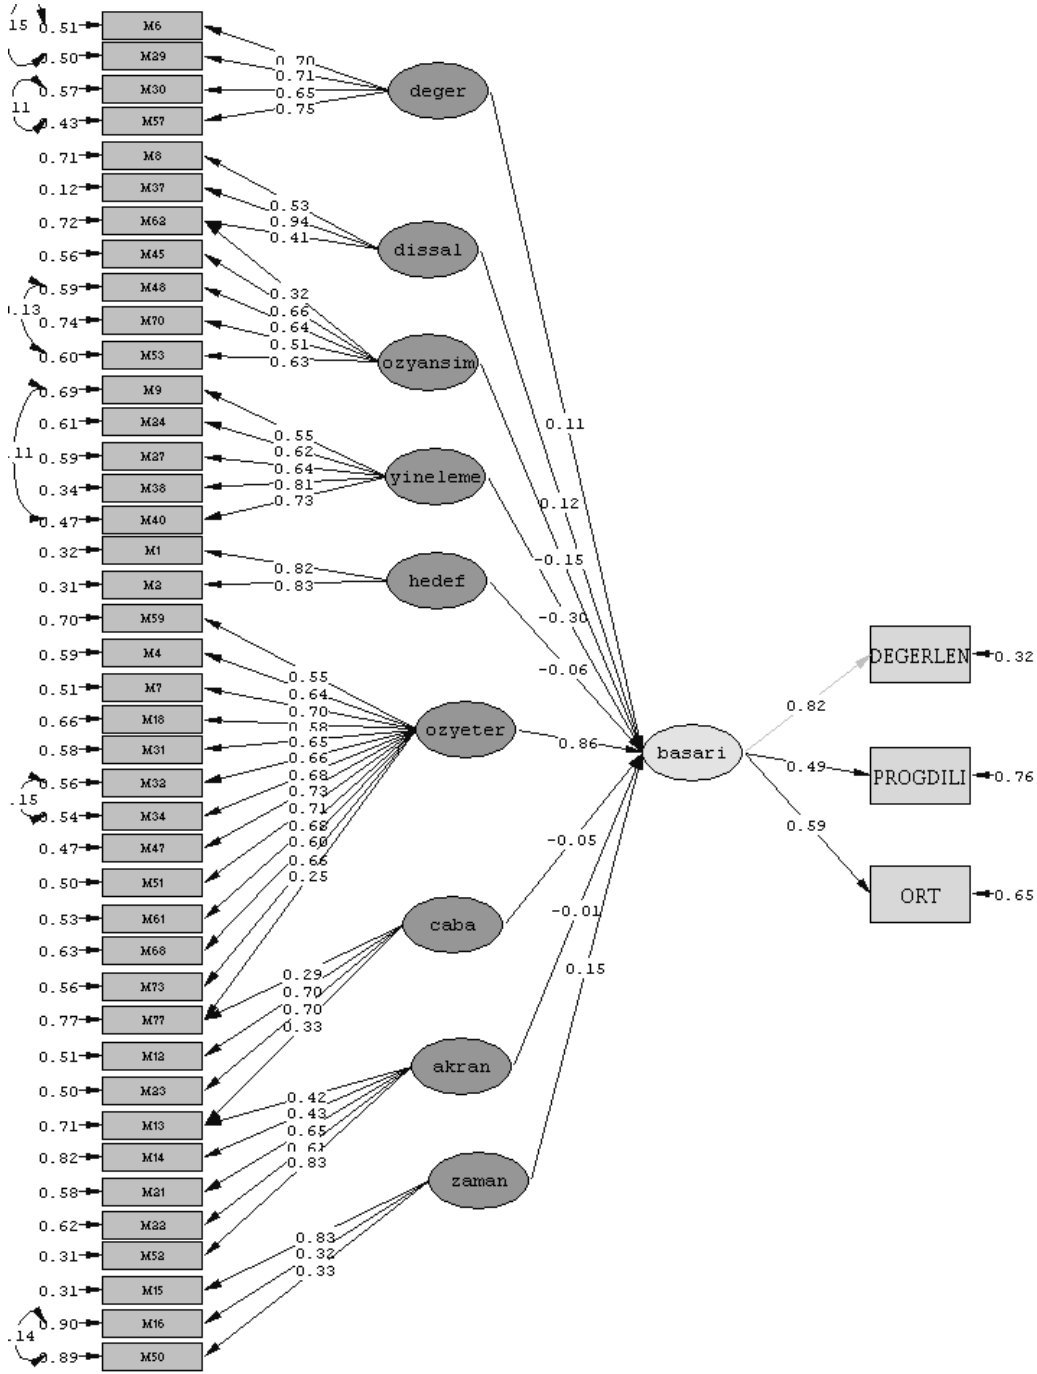 15
0.51
M6
0.50
M29
0.57
M30
11
0.43
M57
0.70
0.71
0.65
0.75
deger
0.71
M8
0.12
M37
0.72
M62
0.53
0.94
0.41
dissal
0.56
M45
0.59
M48
.13
0.74
M70
0.60
M53
0.32
0.66
0.64
0.51
0.63
ozyansim
0.69
M9
0.61
M24
.11
0.59
M27
0.34
M38
0.47
M40
0.55
0.62
0.64
0.81
0.73
yineleme
0.32
M1
0.31
M2
0.82
0.83
hedef
0.70
M59
0.59
M4
0.51
M7
0.66
M18
0.58
M31
0.56
M32
.15
0.54
M34
0.47
M47
0.50
M51
0.53
M61
0.63
M68
0.56
M73
0.77
M77
0.55
0.64
0.70
0.58
0.65
0.66
0.68
0.73
0.71
0.68
0.60
0.66
0.25
ozyeter
0.51
M12
0.50
M23
0.71
M13
0.29
0.70
0.70
0.33
caba
0.82
M14
0.58
M21
0.62
M22
0.31
M52
0.42
0.43
0.65
0.61
0.83
akran
0.31
M15
0.90
M16
.14
0.89
M50
0.83
0.32
0.33
zaman
0.11
0.12
-0.15
-0.30
-0.06
0.86
-0.05
-0.01
0.15
basari
0.82
0.49
0.59
DEGERLEN
0.32
PROGDILI
0.76
ORT
0.65